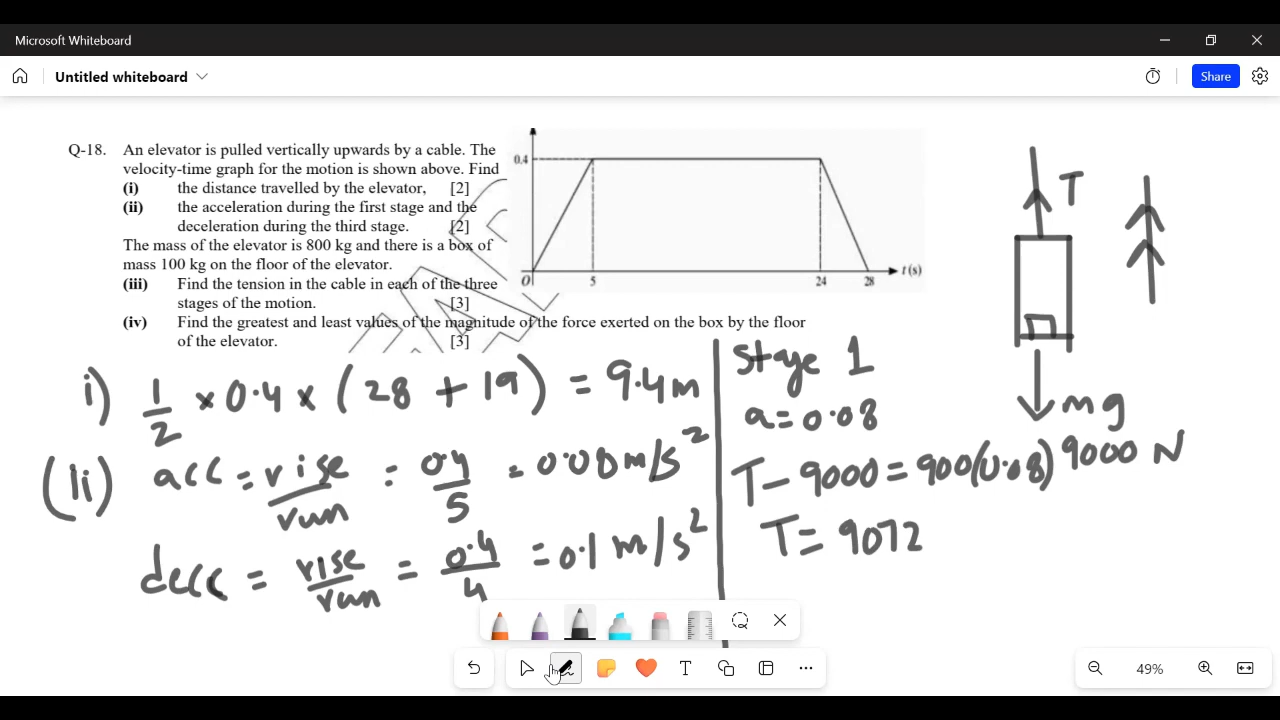 Microsoft Whiteboard
Untitled whiteboard
Share
Q-18. An elevator is pulled vertically upwards by a cable. The
velocity-time graph for the motion is shown above. Find
(i) the distance travelled by the elevator, [2]
(ii) the acceleration during the first stage and the
deceleration during the third stage. [2]
The mass of the elevator is 800 kg and there is a box of
mass 100 kg on the floor of the elevator.
(iii) Find the tension in the cable in each of the three
stages of the motion. [3]
(iv) Find the greatest and least values of the magnitude of the force exerted on the box by the floor
of the elevator. [3]
0.4
O 5 24 28 t(s)
T
mg
9000 N
i) 1/2 × 0.4 × (28 + 19) = 9.4m
(ii) acc = rise/run = 0.4/5 = 0.08 m/s²
decc = rise/run = 0.4/4 = 0.1 m/s²
Stage 1
a = 0.08
T - 9000 = 900(0.08)
T = 9072
T
49%